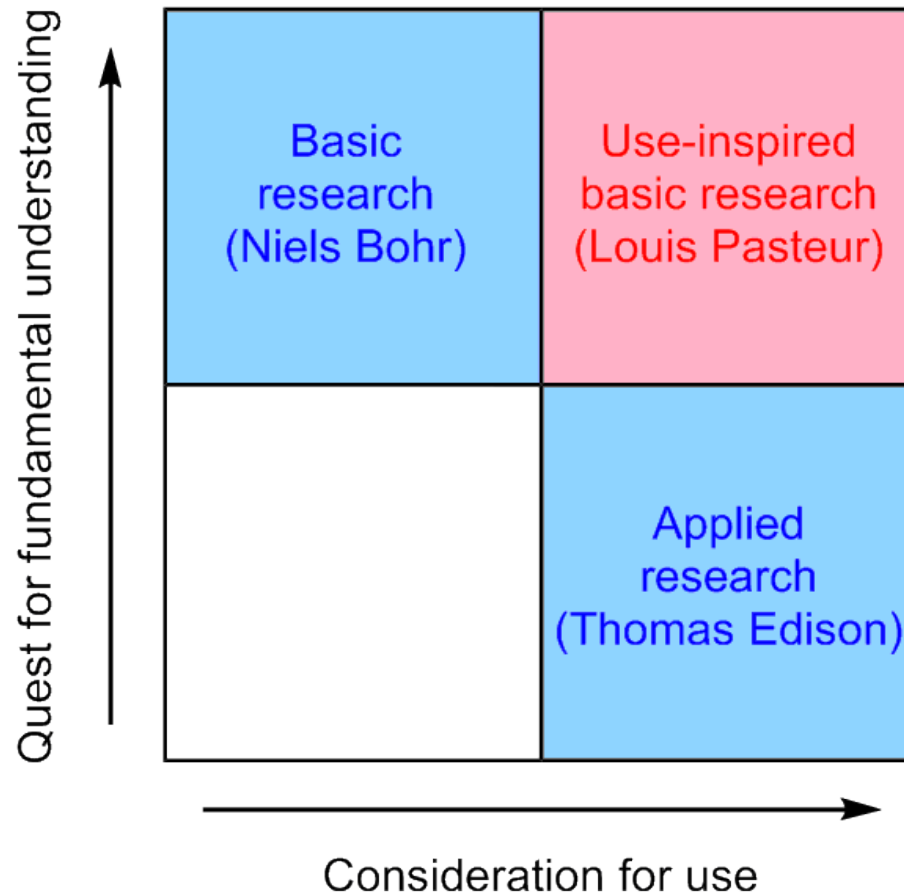 Quest for fundamental understanding
Basic
research
(Niels Bohr)
Use-inspired
basic research
(Louis Pasteur)
Applied
research
(Thomas Edison)
Consideration for use